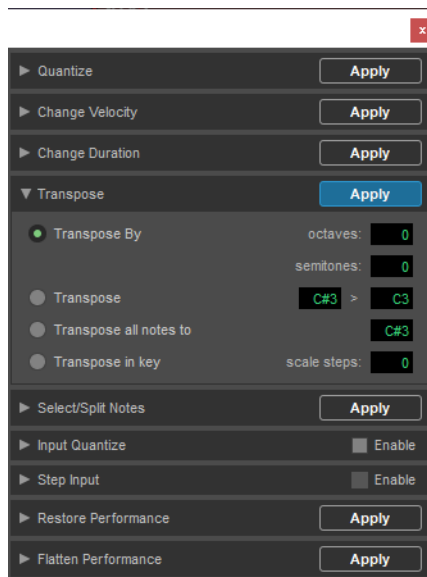 x
Quantize Apply
Change Velocity Apply
Change Duration Apply
Transpose Apply
Transpose By octaves: 0
semitones: 0
Transpose C#3 > C3
Transpose all notes to C#3
Transpose in key scale steps: 0
Select/Split Notes Apply
Input Quantize Enable
Step Input Enable
Restore Performance Apply
Flatten Performance Apply